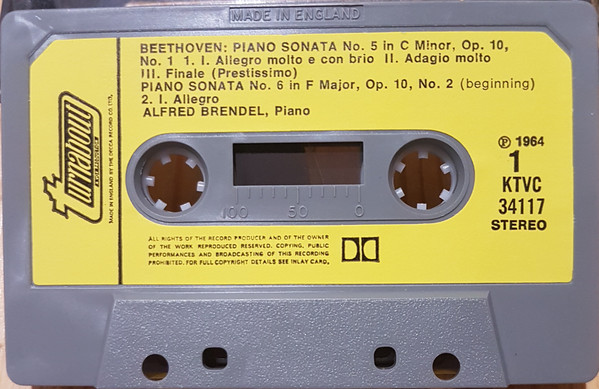 MADE IN ENGLAND
BEETHOVEN: PIANO SONATA No. 5 in C Minor, Op. 10,
No. 1 1. I. Allegro molto e con brio II. Adagio molto
III. Finale (Prestissimo)
PIANO SONATA No. 6 in F Major, Op. 10, No. 2 (beginning)
2. I. Allegro
ALFRED BRENDEL, Piano
turnabout
MADE IN ENGLAND BY THE DECCA RECORD CO. LTD.
℗ 1964
1
KTVC
34117
STEREO
100 50 0
ALL RIGHTS OF THE RECORD PRODUCER AND OF THE OWNER
OF THE WORK REPRODUCED RESERVED. COPYING, PUBLIC
PERFORMANCES AND BROADCASTING OF THIS RECORDING
PROHIBITED. FOR FULL COPYRIGHT DETAILS SEE INLAY CARD.